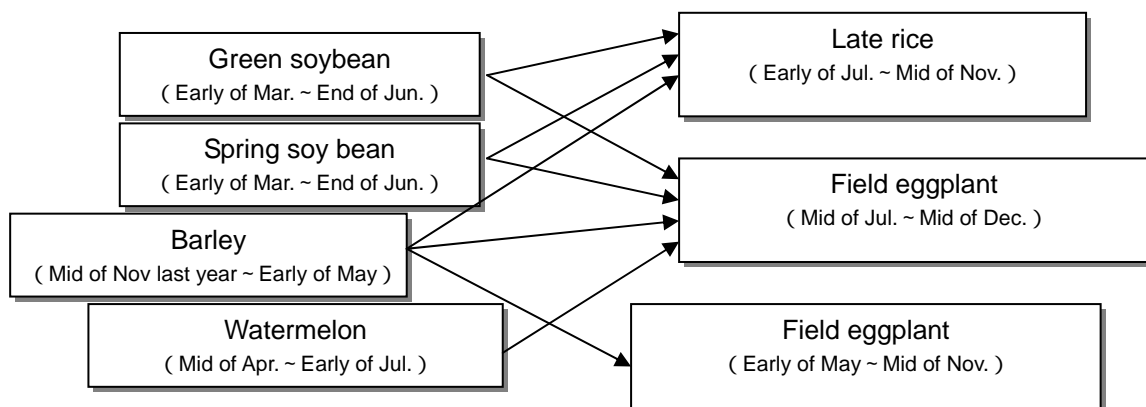 Green soybean
( Early of Mar. ~ End of Jun. )
Spring soy bean
( Early of Mar. ~ End of Jun. )
Barley
( Mid of Nov last year ~ Early of May )
Watermelon
( Mid of Apr. ~ Early of Jul. )
Late rice
( Early of Jul. ~ Mid of Nov. )
Field eggplant
( Mid of Jul. ~ Mid of Dec. )
Field eggplant
( Early of May ~ Mid of Nov. )